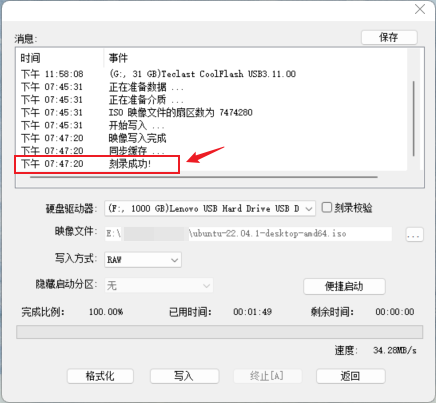 消息:
保存
时间 事件
下午 11:58:08 (G:, 31 GB)Teclast CoolFlash USB3.11.00
下午 07:45:31 正在准备数据 ...
下午 07:45:31 正在准备介质 ...
下午 07:45:31 ISO 映像文件的扇区数为 7474280
下午 07:45:31 开始写入 ...
下午 07:47:20 映像写入完成
下午 07:47:20 同步缓存 ...
下午 07:47:20 刻录成功!
硬盘驱动器: (F:, 1000 GB)Lenovo USB Hard Drive USB D 刻录校验
映像文件: E:\ \ubuntu-22.04.1-desktop-amd64.iso ...
写入方式: RAW
隐藏启动分区: 无 便捷启动
完成比例: 100.00% 已用时间: 00:01:49 剩余时间: 00:00:00
速度: 34.28MB/s
格式化 写入 终止[A] 返回